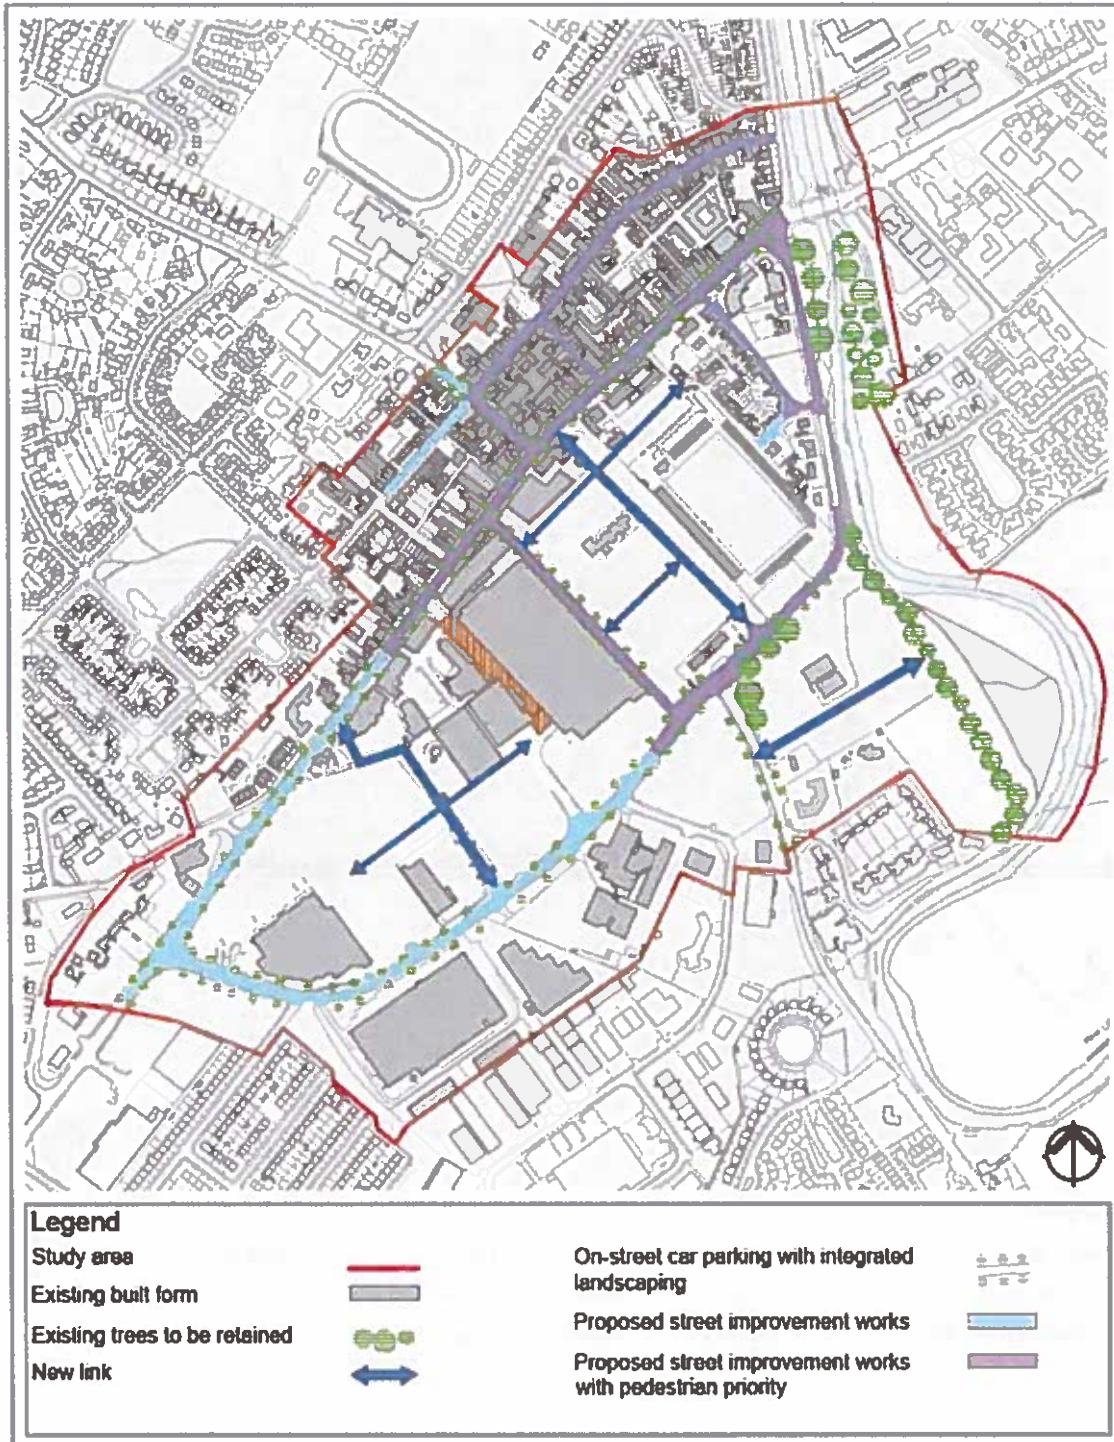 Legend
Study area
Existing built form
Existing trees to be retained
New link
On-street car parking with integrated
landscaping
Proposed street improvement works
Proposed street improvement works
with pedestrian priority